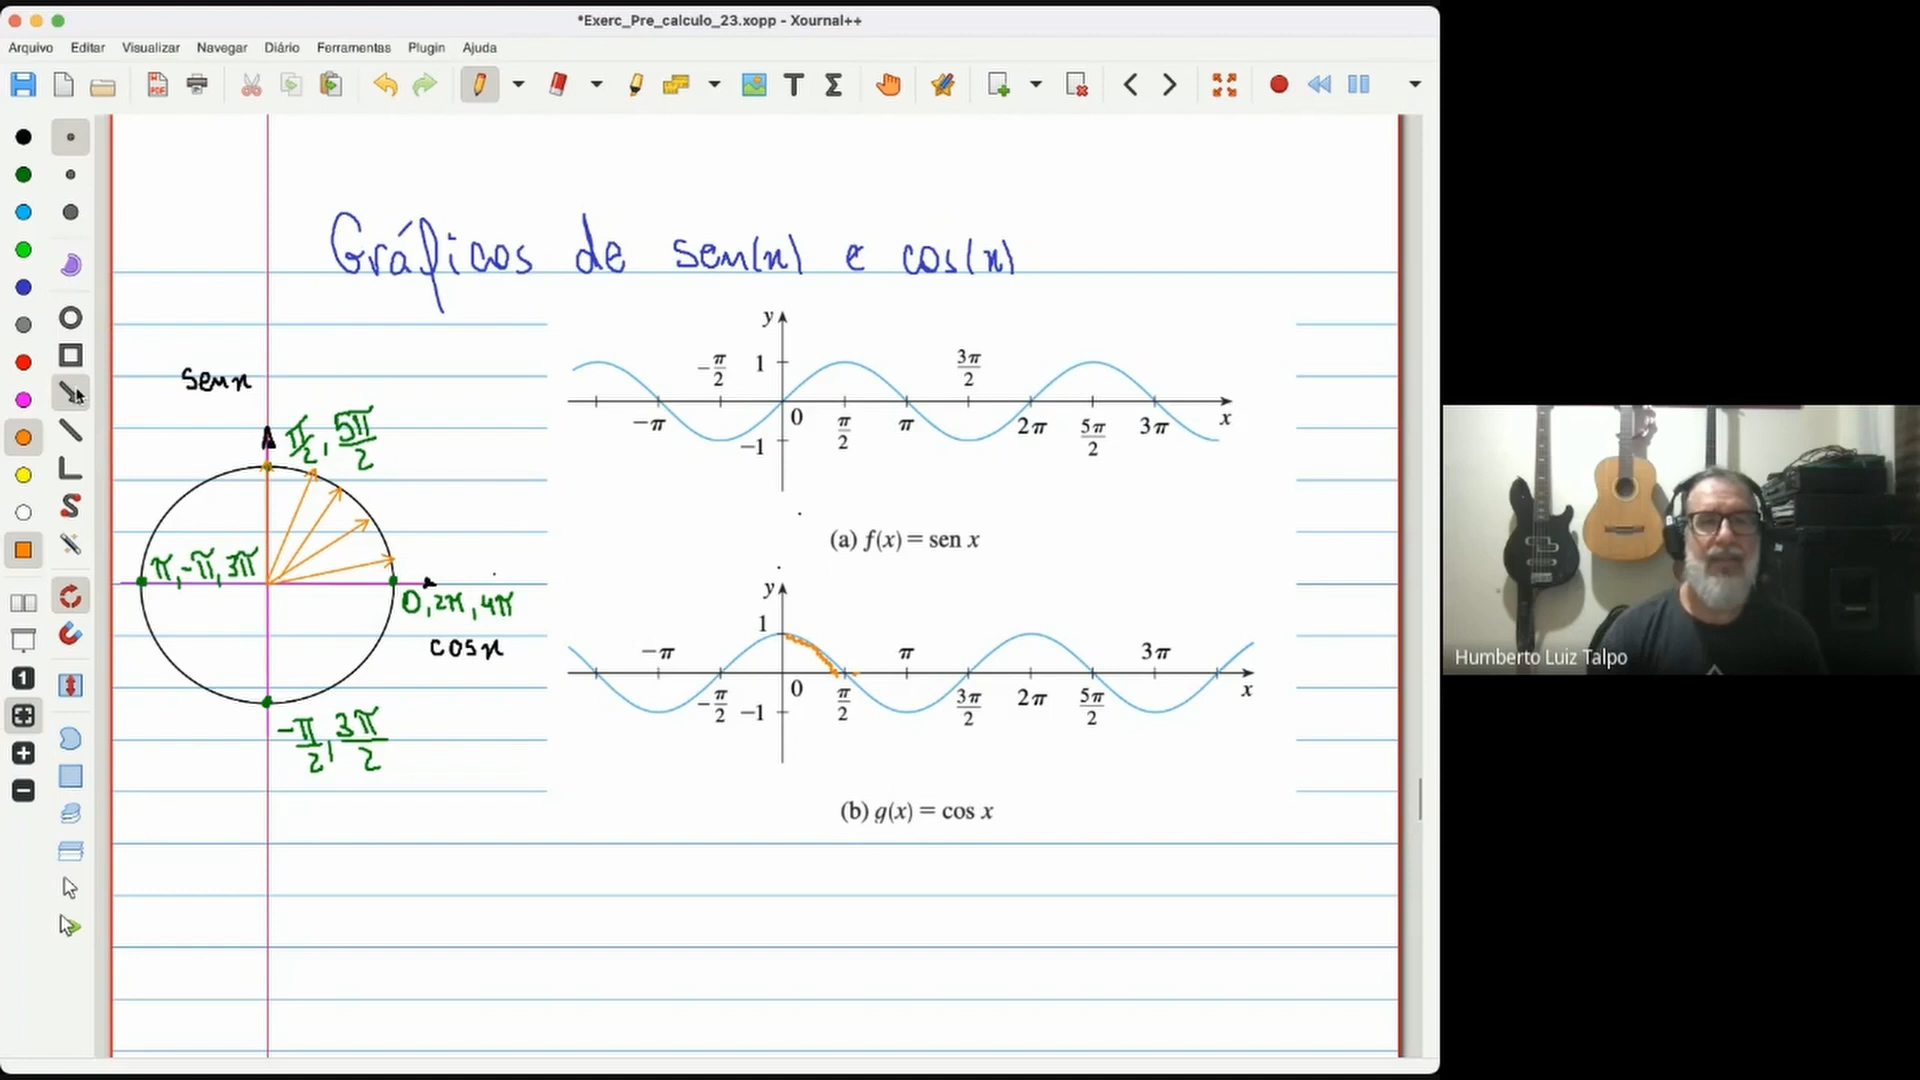 *Exerc_Pre_calculo_23.xopp - Xournal++
Arquivo Editar Visualizar Navegar Diário Ferramentas Plugin Ajuda
Gráficos de sen(x) e cos(x)
sen x
π/2, 5π/2
π, -π, 3π
0, 2π, 4π
cos x
-π/2, 3π/2
y
1
-π/2
3π/2
-π 0 π/2 π 2π 5π/2 3π x
-1
(a) f(x) = sen x
y
1
-π π 3π
-π/2 0 π/2 3π/2 2π 5π/2 x
-1
(b) g(x) = cos x
Humberto Luiz Talpo
1